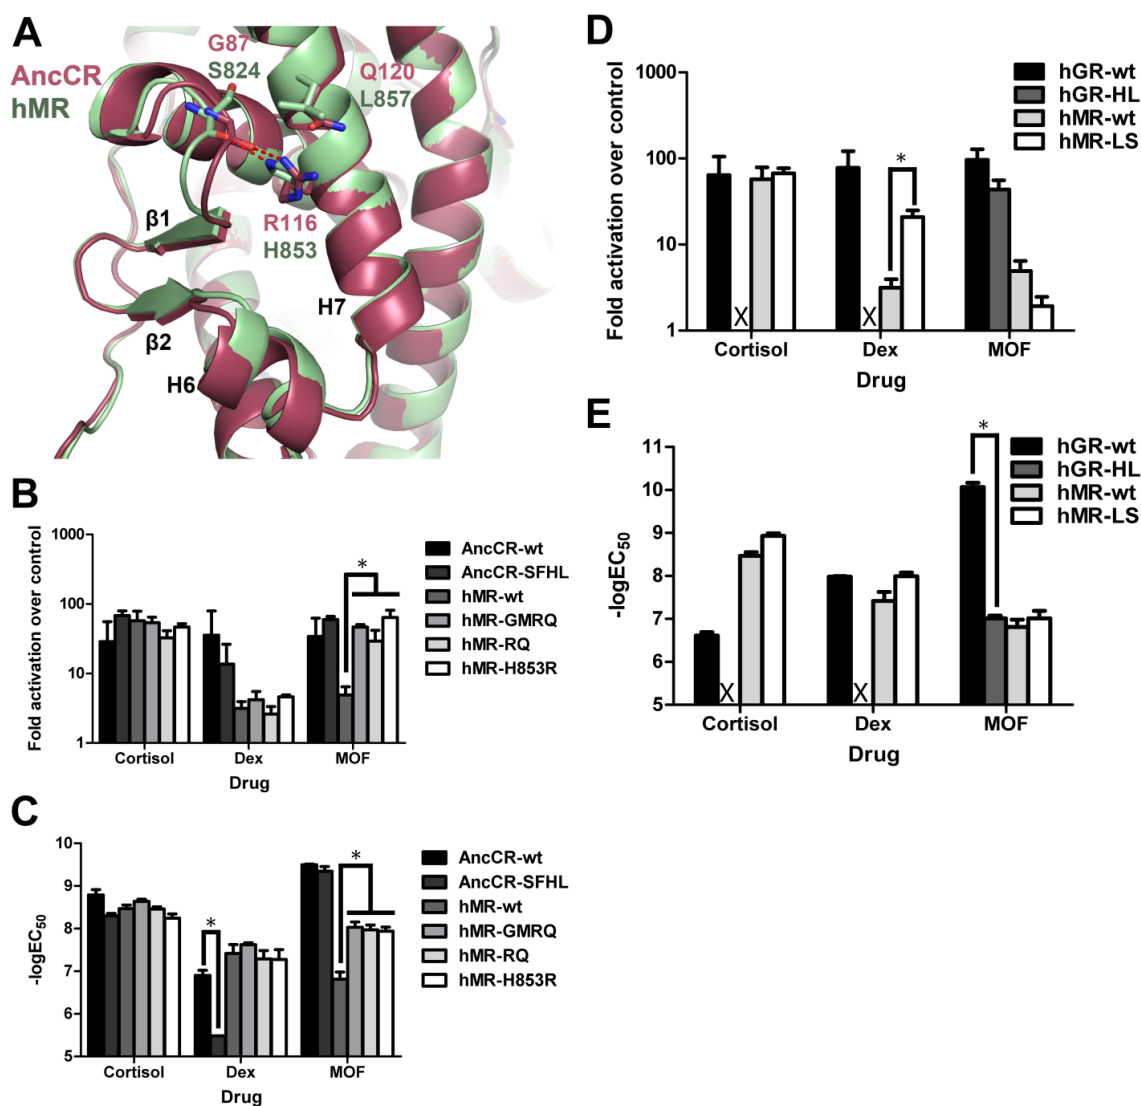 A
AncCR
hMR
G87
S824
Q120
L857
R116
H853
β1
β2
H7
H6
B
Fold activation over control
1000
100
10
1
Cortisol
Dex
MOF
Drug
*
AncCR-wt
AncCR-SFHL
hMR-wt
hMR-GMRQ
hMR-RQ
hMR-H853R
C
-logEC50
10
9
8
7
6
5
Cortisol
Dex
MOF
Drug
*
*
AncCR-wt
AncCR-SFHL
hMR-wt
hMR-GMRQ
hMR-RQ
hMR-H853R
D
Fold activation over control
1000
100
10
1
X
X
*
Cortisol
Dex
MOF
Drug
hGR-wt
hGR-HL
hMR-wt
hMR-LS
E
-logEC50
11
10
9
8
7
6
5
X
X
*
Cortisol
Dex
MOF
Drug
hGR-wt
hGR-HL
hMR-wt
hMR-LS